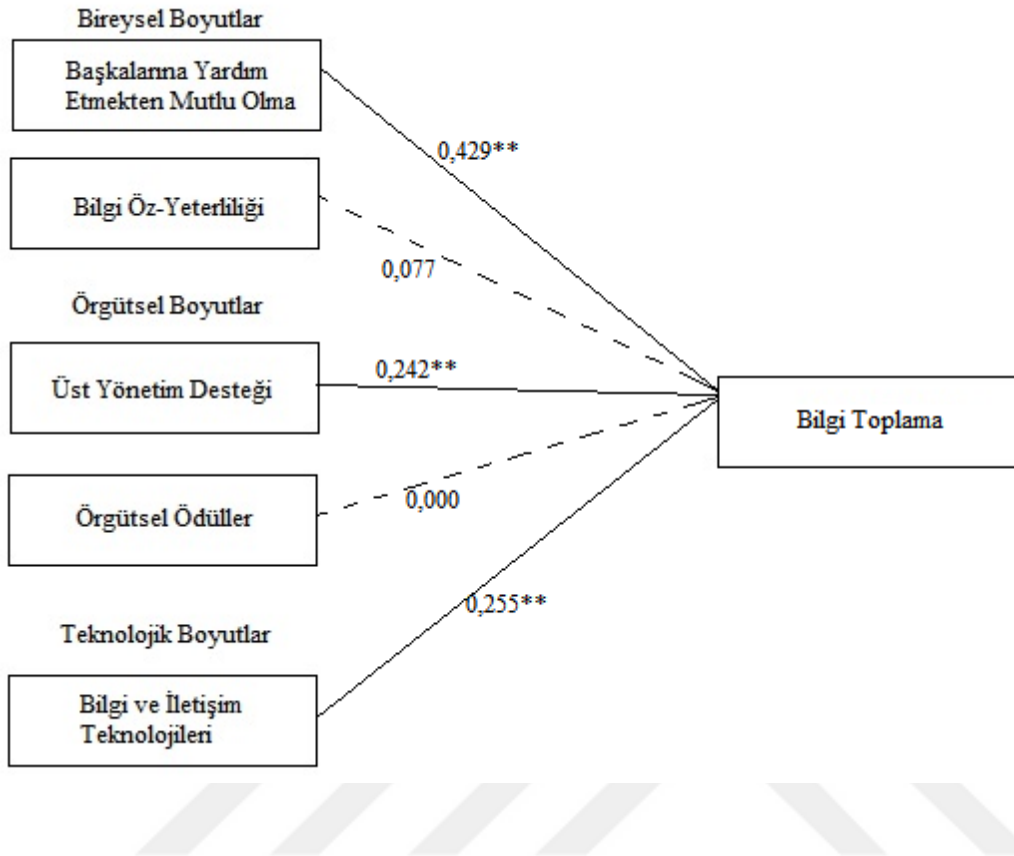 Bireysel Boyutlar
Başkalarına Yardım
Etmekten Mutlu Olma
0,429**
Bilgi Öz-Yeterliliği
0,077
Örgütsel Boyutlar
Üst Yönetim Desteği
0,242**
Bilgi Toplama
Örgütsel Ödüller
0,000
0,255**
Teknolojik Boyutlar
Bilgi ve İletişim
Teknolojileri